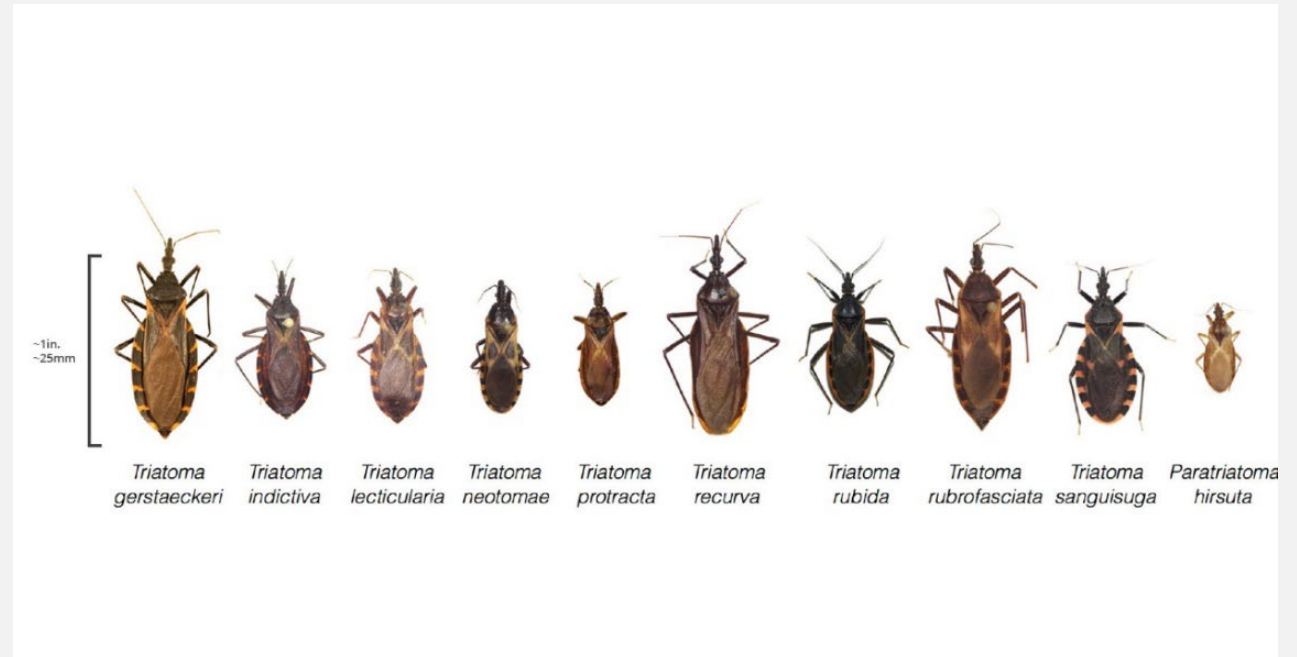 ~1in.
~25mm
Triatoma gerstaeckeri
Triatoma indictiva
Triatoma lecticularia
Triatoma neotomae
Triatoma protracta
Triatoma recurva
Triatoma rubida
Triatoma rubrofasciata
Triatoma sanguisuga
Paratriatoma hirsuta